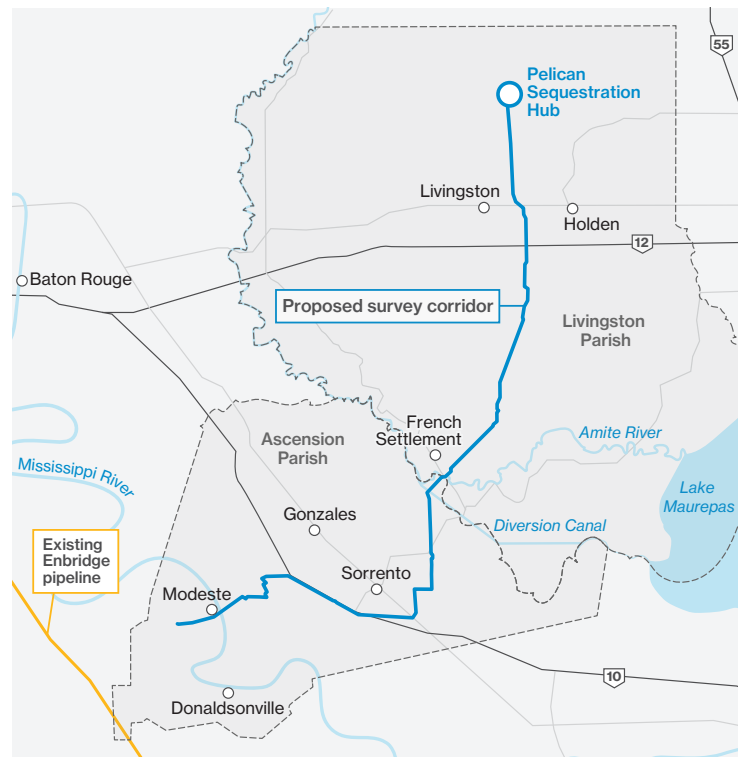 55
Pelican
Sequestration
Hub
Livingston
Holden
12
Baton Rouge
Proposed survey corridor
Livingston
Parish
French
Settlement
Ascension
Parish
Amite River
Mississippi River
Lake
Maurepas
Gonzales
Diversion Canal
Existing
Enbridge
pipeline
Sorrento
Modeste
10
Donaldsonville